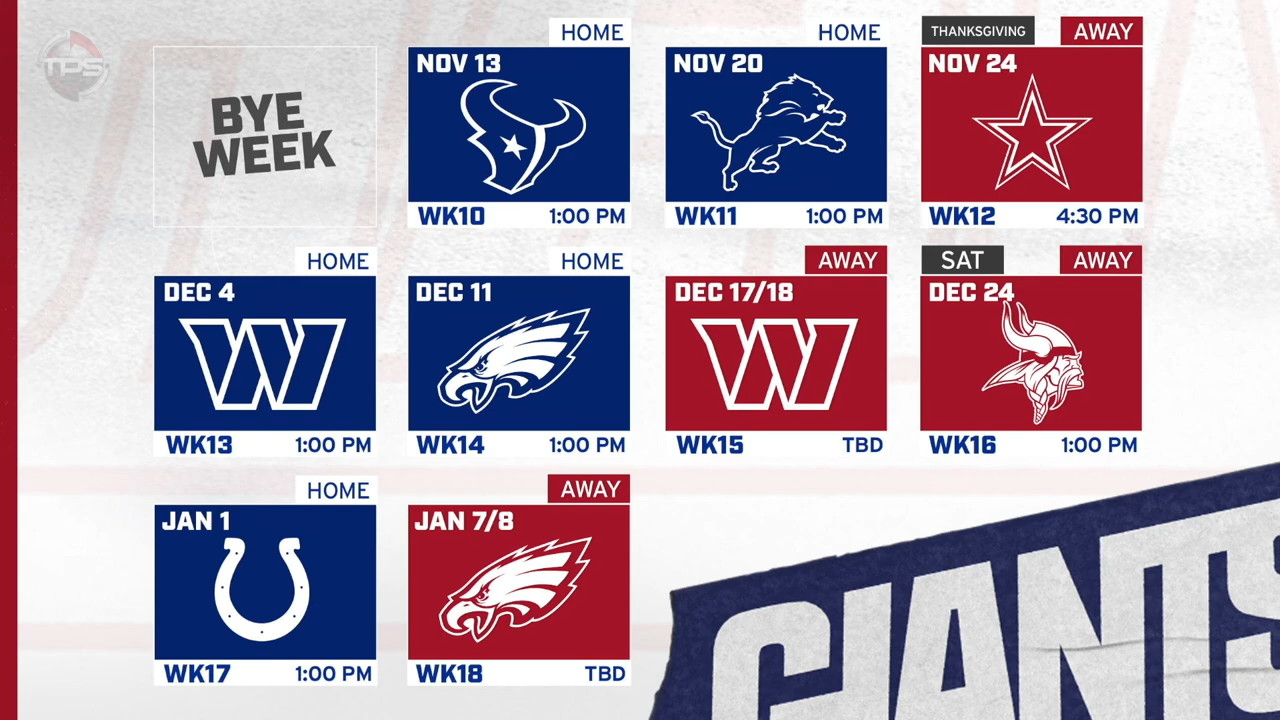 TPS
BYE
WEEK
HOME
NOV 13
WK10 1:00 PM
HOME
NOV 20
WK11 1:00 PM
THANKSGIVING AWAY
NOV 24
WK12 4:30 PM
HOME
DEC 4
W
WK13 1:00 PM
HOME
DEC 11
WK14 1:00 PM
AWAY
DEC 17/18
W
WK15 TBD
SAT AWAY
DEC 24
WK16 1:00 PM
HOME
JAN 1
WK17 1:00 PM
AWAY
JAN 7/8
WK18 TBD
GIANTS